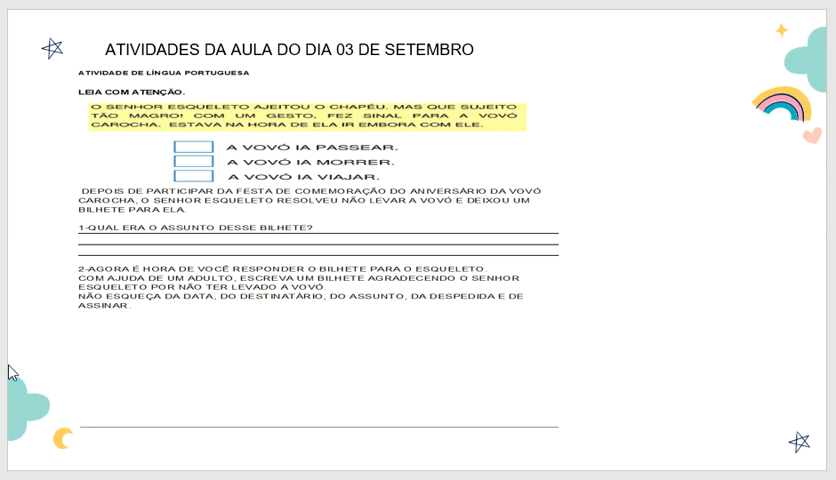 ATIVIDADES DA AULA DO DIA 03 DE SETEMBRO
ATIVIDADE DE LÍNGUA PORTUGUESA
LEIA COM ATENÇÃO.
O SENHOR ESQUELETO AJEITOU O CHAPÉU. MAS QUE SUJEITO
TÃO MAGRO! COM UM GESTO, FEZ SINAL PARA A VOVÓ
CAROCHA. ESTAVA NA HORA DE ELA IR EMBORA COM ELE.
A VOVÓ IA PASSEAR.
A VOVÓ IA MORRER.
A VOVÓ IA VIAJAR.
DEPOIS DE PARTICIPAR DA FESTA DE COMEMORAÇÃO DO ANIVERSÁRIO DA VOVÓ
CAROCHA, O SENHOR ESQUELETO RESOLVEU NÃO LEVAR A VOVÓ E DEIXOU UM
BILHETE PARA ELA.
1-QUAL ERA O ASSUNTO DESSE BILHETE?
2-AGORA É HORA DE VOCÊ RESPONDER O BILHETE PARA O ESQUELETO.
COM AJUDA DE UM ADULTO, ESCREVA UM BILHETE AGRADECENDO O SENHOR
ESQUELETO POR NÃO TER LEVADO A VOVÓ.
NÃO ESQUEÇA DA DATA, DO DESTINATÁRIO, DO ASSUNTO, DA DESPEDIDA E DE
ASSINAR.